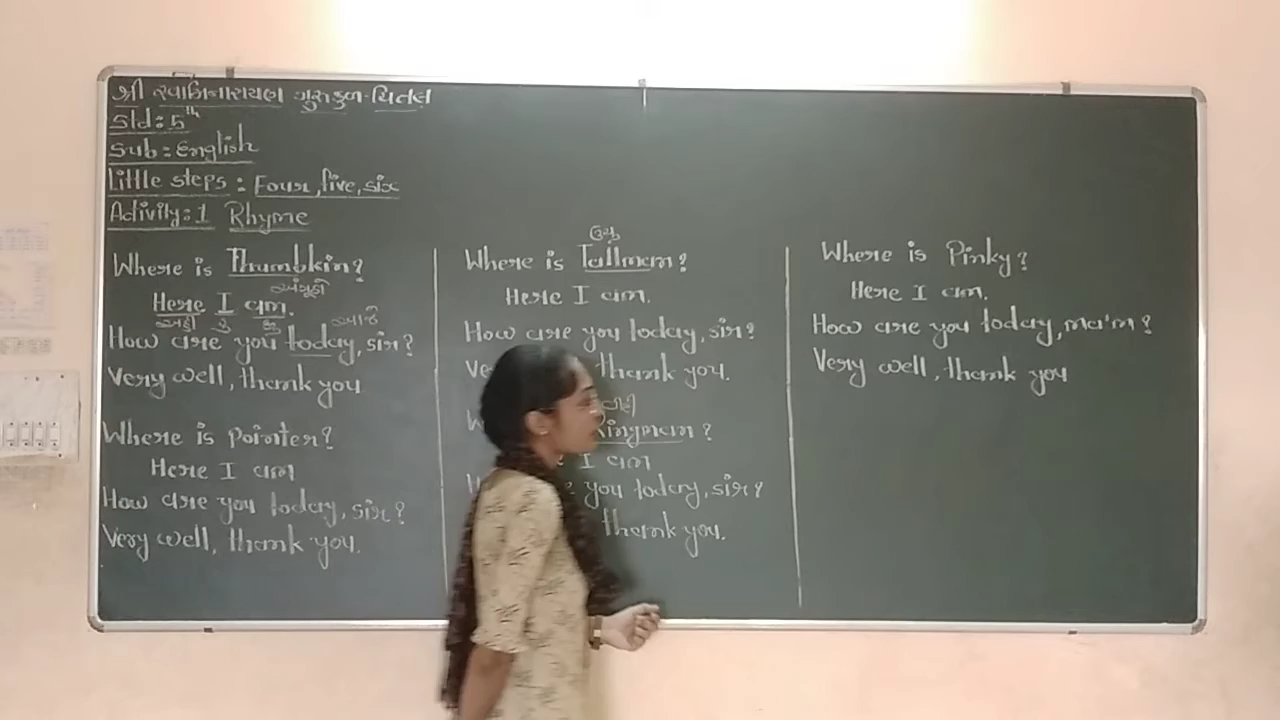 શ્રી સ્વામિનારાયણ ગુરુકુળ-ચિતલ
Std: 5th
Sub: English
Little steps: Four, five, six
Activity: 1 Rhyme
Where is Thumbkin?
અંગૂઠો
Here I am.
અહીં હું છું
આજે
How are you today, sir?
Very well, thank you
Where is Pointer?
Here I am
How are you today, sir?
Very well, thank you.
Where is Tallman?
Here I am.
How are you today, sir?
thank you.
Ringman?
I am
you today, sir?
thank you.
Where is Pinky?
Here I am.
How are you today, ma'm?
Very well, thank you